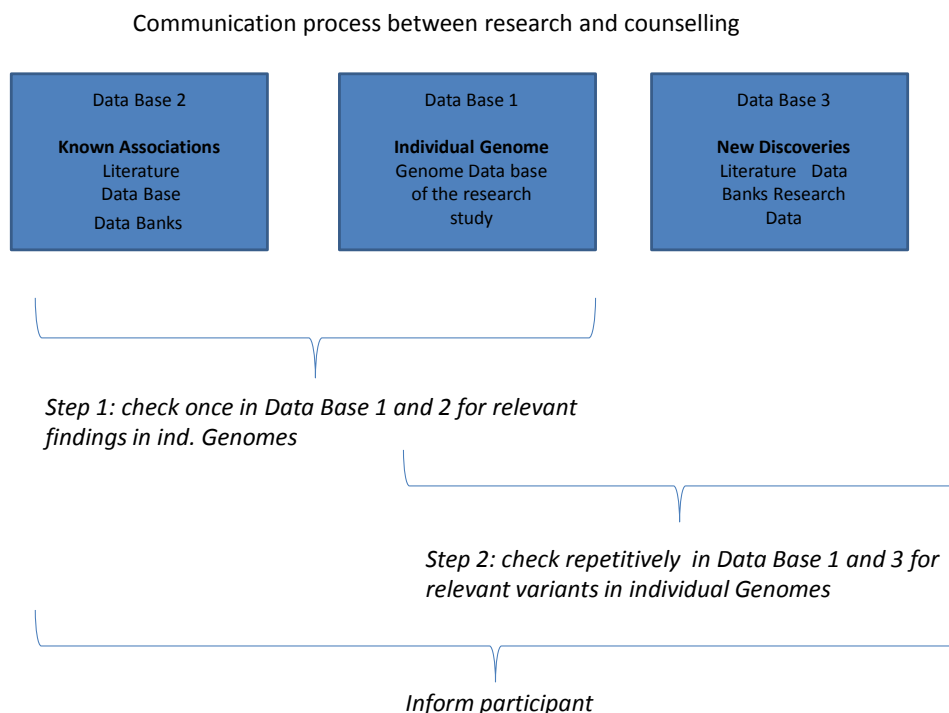 Communication process between research and counselling
Data Base 2
Known Associations
Literature
Data Base
Data Banks
Data Base 1
Individual Genome
Genome Data base
of the research
study
Data Base 3
New Discoveries
Literature Data
Banks Research
Data
Step 1: check once in Data Base 1 and 2 for relevant
findings in ind. Genomes
Step 2: check repetitively in Data Base 1 and 3 for
relevant variants in individual Genomes
Inform participant